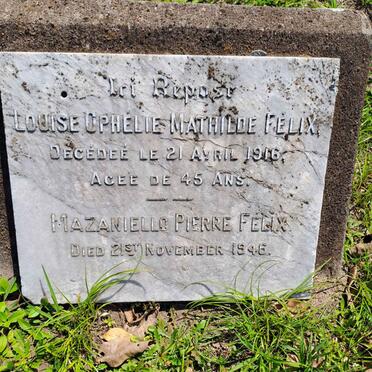 Ici Repose
Louise Ophelie Mathilde Felix.
Décédée le 21 Avril 1916.
Agee de 45 Ans.
Mazaniello Pierre Felix
Died 21st November 1946.